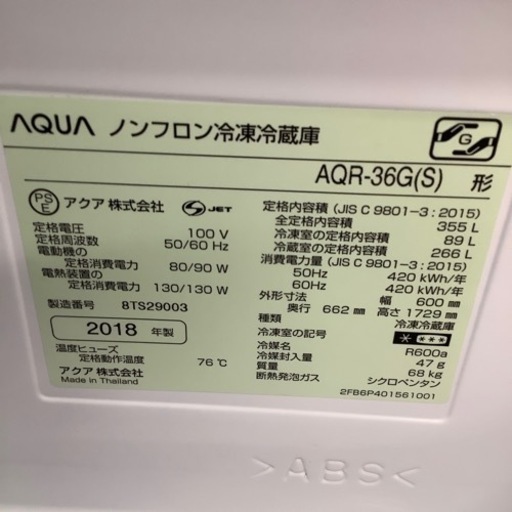 AQUA ノンフロン冷凍冷蔵庫
G
AQR-36G(S) 形
PS E アクア 株式会社 S JET
定格電圧 100 V
定格周波数 50/60 Hz
電動機の
定格消費電力 80/90 W
電熱装置の
定格消費電力 130/130 W
製造番号 8TS29003
2018 年製
温度ヒューズ
定格動作温度 76℃
アクア 株式会社
Made in Thailand
定格内容積 (JIS C 9801-3 : 2015)
全定格内容積 355 L
冷凍室の定格内容積 89 L
冷蔵室の定格内容積 266 L
消費電力量 (JIS C 9801-3 : 2015)
50Hz 420 kWh/年
60Hz 420 kWh/年
外形寸法 幅 600 mm
奥行 662 mm 高さ 1729 mm
種類 冷凍冷蔵庫
冷凍室の記号 * ***
冷媒名 R600a
冷媒封入量 47 g
質量 68 kg
断熱発泡ガス シクロペンタン
2FB6P401561001
>ABS<